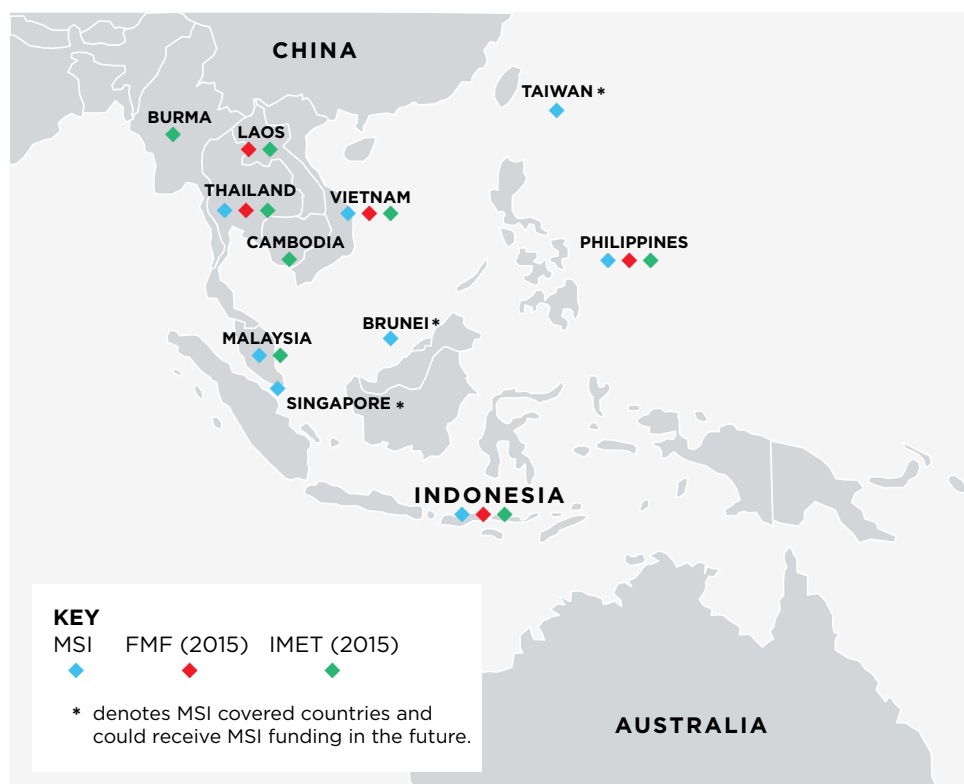 CHINA
TAIWAN *
BURMA
LAOS
THAILAND
VIETNAM
CAMBODIA
PHILIPPINES
BRUNEI *
MALAYSIA
SINGAPORE *
INDONESIA
KEY
MSI FMF (2015) IMET (2015)
* denotes MSI covered countries and
could receive MSI funding in the future.
AUSTRALIA